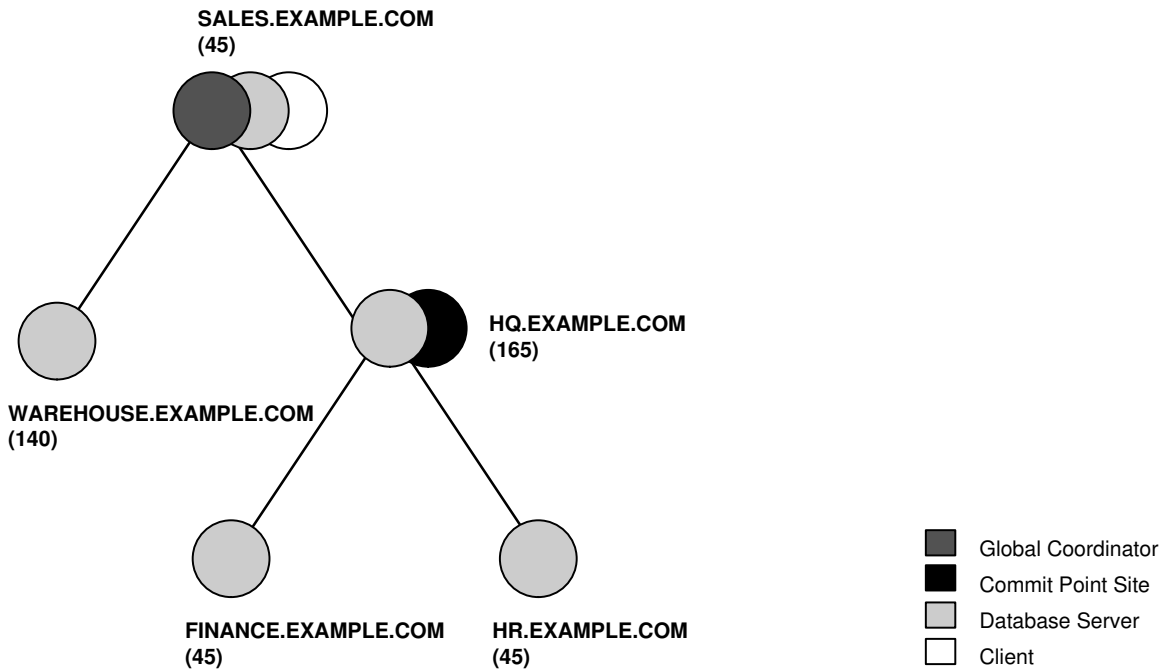 SALES.EXAMPLE.COM
(45)
HQ.EXAMPLE.COM
(165)
WAREHOUSE.EXAMPLE.COM
(140)
FINANCE.EXAMPLE.COM
(45)
HR.EXAMPLE.COM
(45)
Global Coordinator
Commit Point Site
Database Server
Client